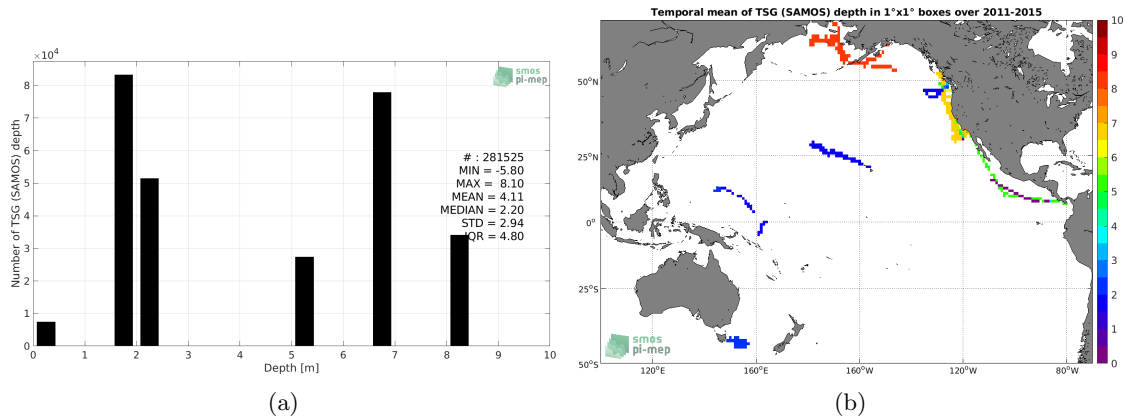 ×10⁴
8
7
6
5
4
3
2
1
0
Number of TSG (SAMOS) depth
0 1 2 3 4 5 6 7 8 9 10
Depth [m]
smos
pi-mep
# : 281525
MIN = -5.80
MAX = 8.10
MEAN = 4.11
MEDIAN = 2.20
STD = 2.94
IQR = 4.80
(a)
Temporal mean of TSG (SAMOS) depth in 1°x1° boxes over 2011-2015
50°N
25°N
0°
25°S
50°S
120°E 160°E 160°W 120°W 80°W
smos
pi-mep
10
9
8
7
6
5
4
3
2
1
0
(b)